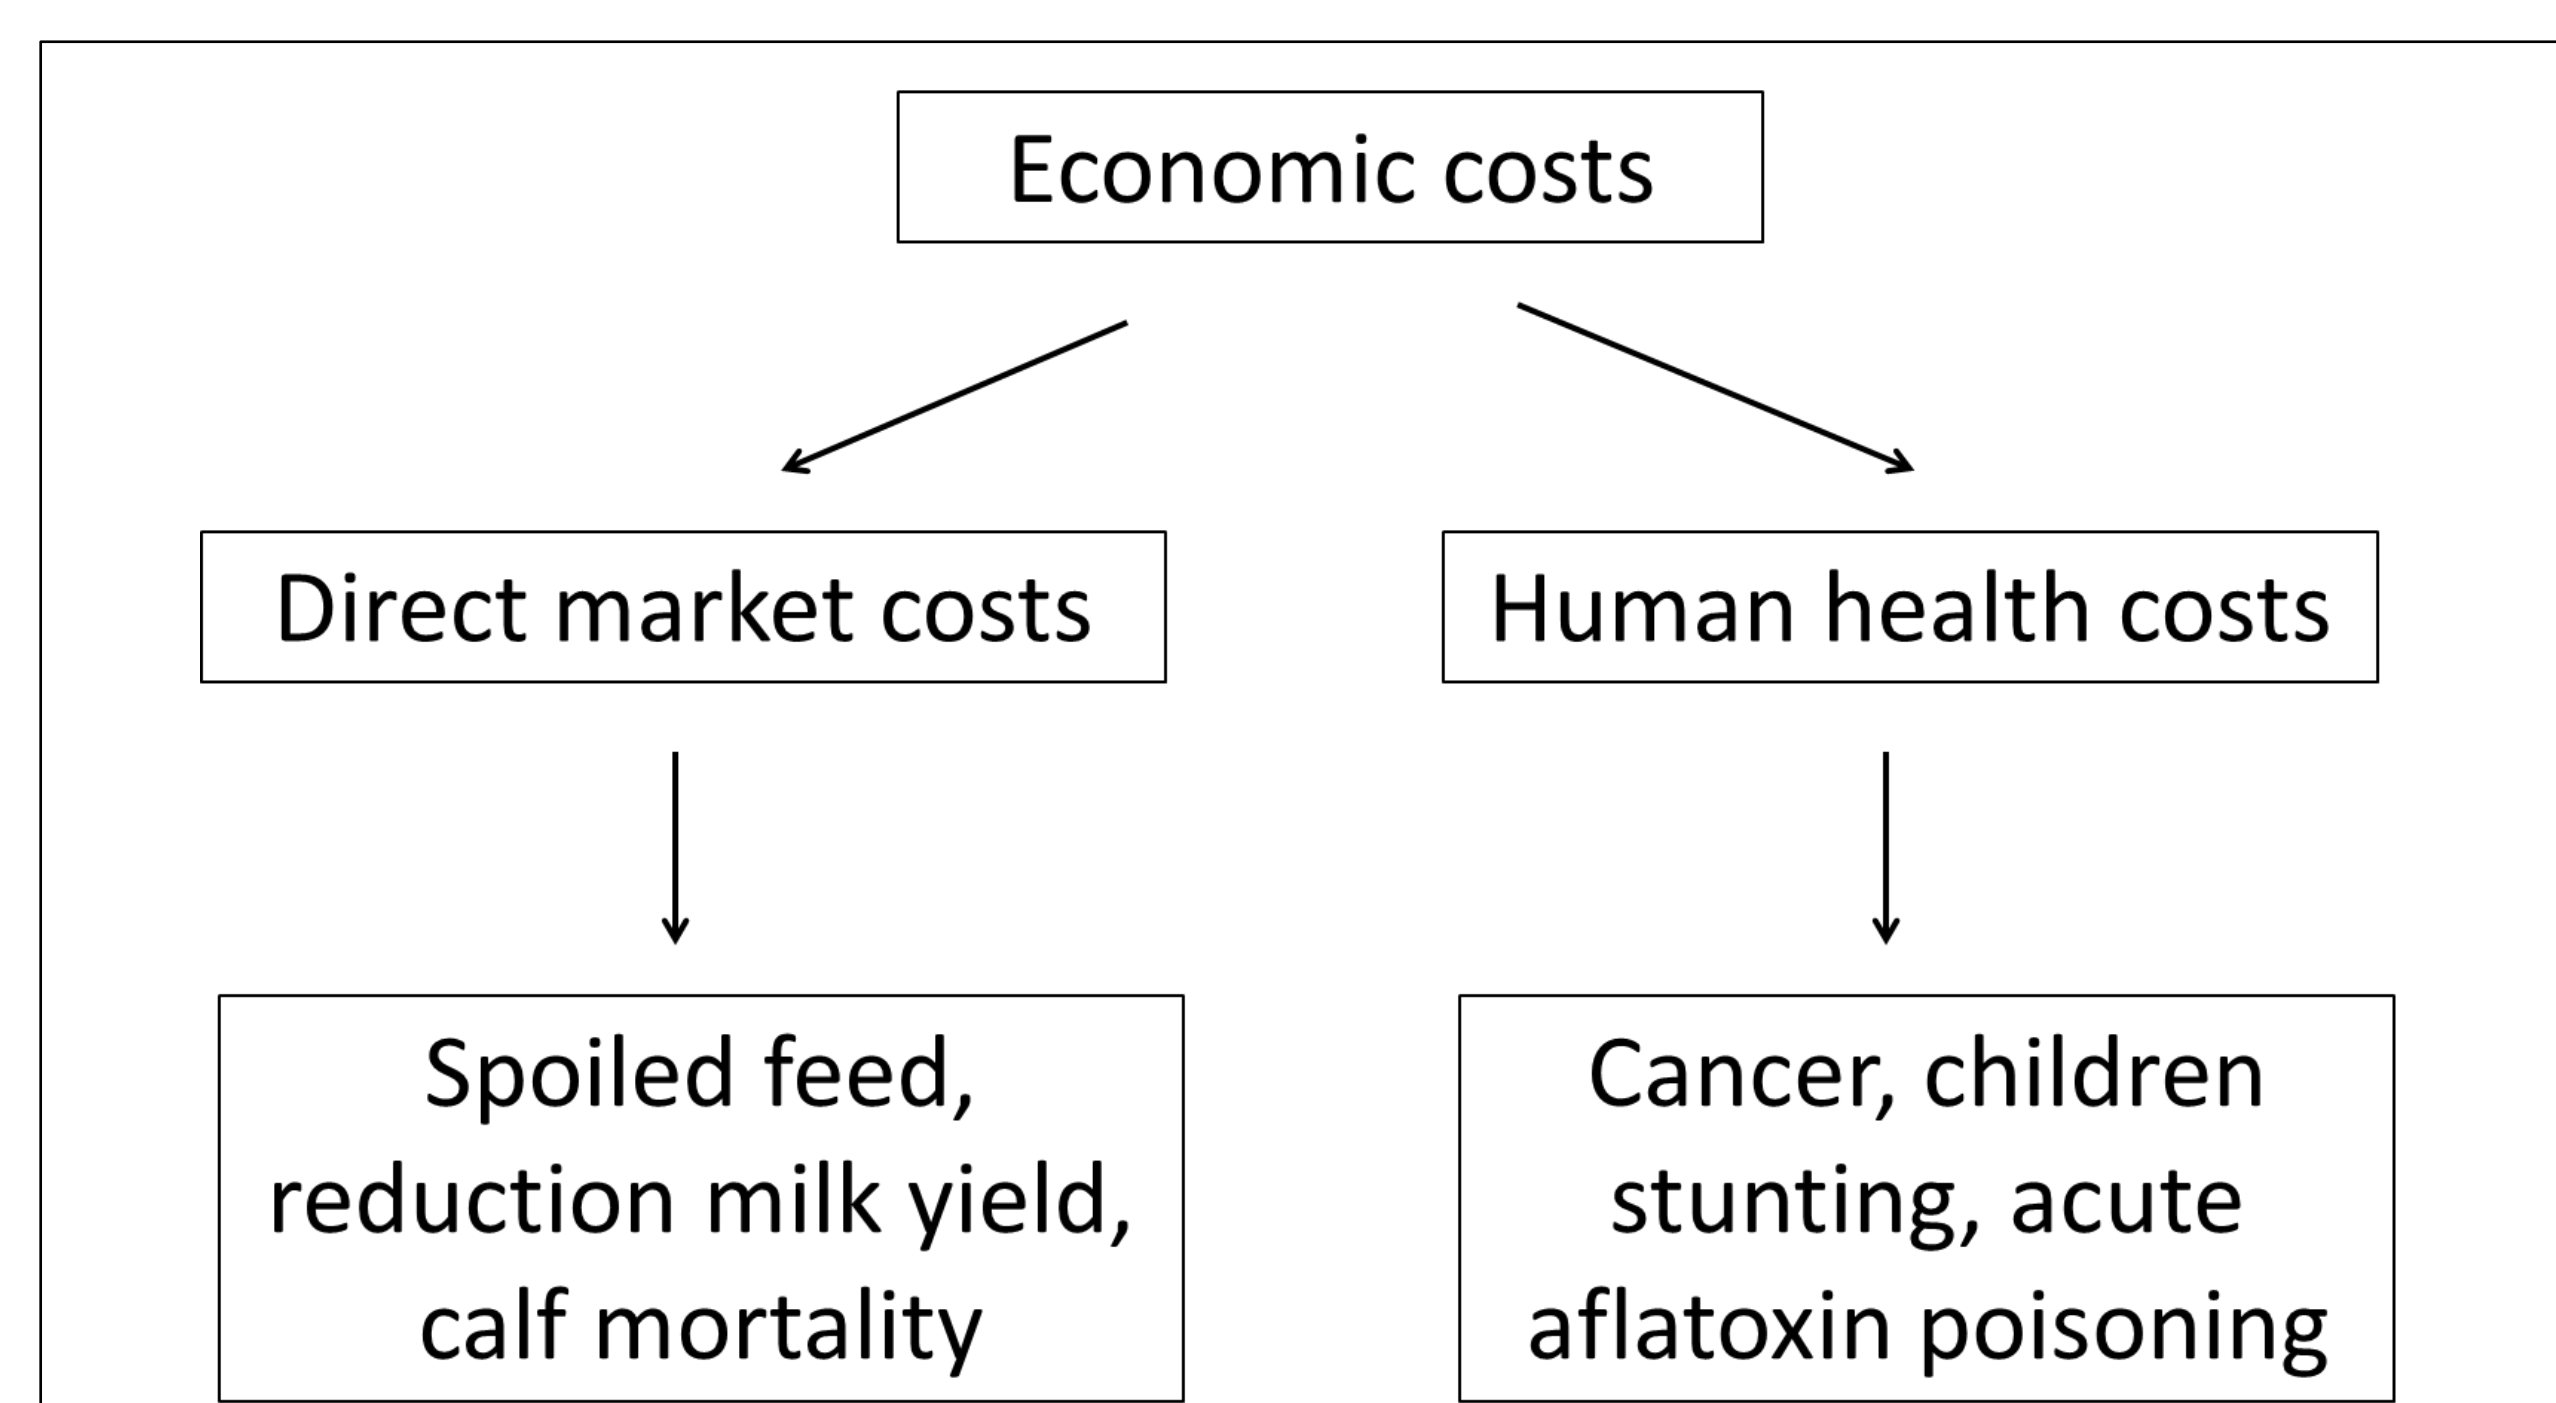 Economic costs
Direct market costs
Human health costs
Spoiled feed,
reduction milk yield,
calf mortality
Cancer, children
stunting, acute
aflatoxin poisoning